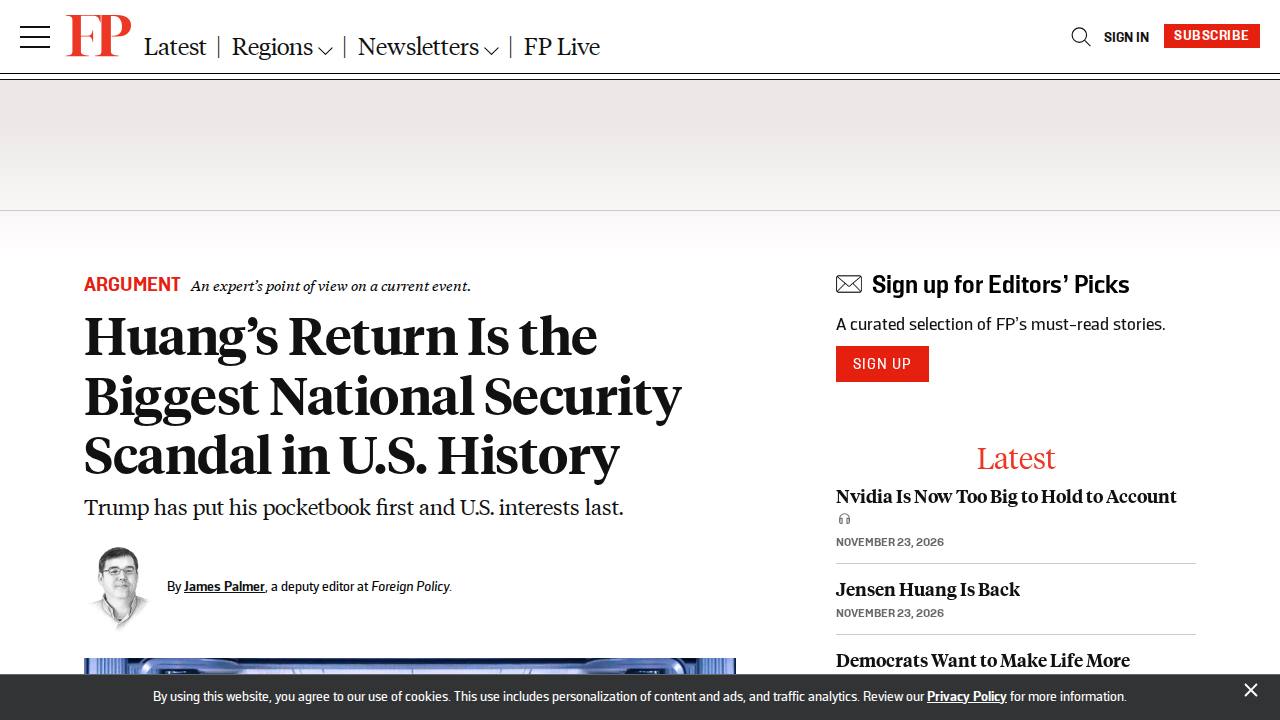 FP
Latest
Regions
Newsletters
FP Live
SIGN IN
SUBSCRIBE
ARGUMENT An expert’s point of view on a current event.
Huang’s Return Is the
Biggest National Security
Scandal in U.S. History
Trump has put his pocketbook first and U.S. interests last.
By James Palmer, a deputy editor at Foreign Policy.
Sign up for Editors’ Picks
A curated selection of FP’s must-read stories.
SIGN UP
Latest
Nvidia Is Now Too Big to Hold to Account
NOVEMBER 23, 2026
Jensen Huang Is Back
NOVEMBER 23, 2026
Democrats Want to Make Life More
By using this website, you agree to our use of cookies. This use includes personalization of content and ads, and traffic analytics. Review our Privacy Policy for more information.